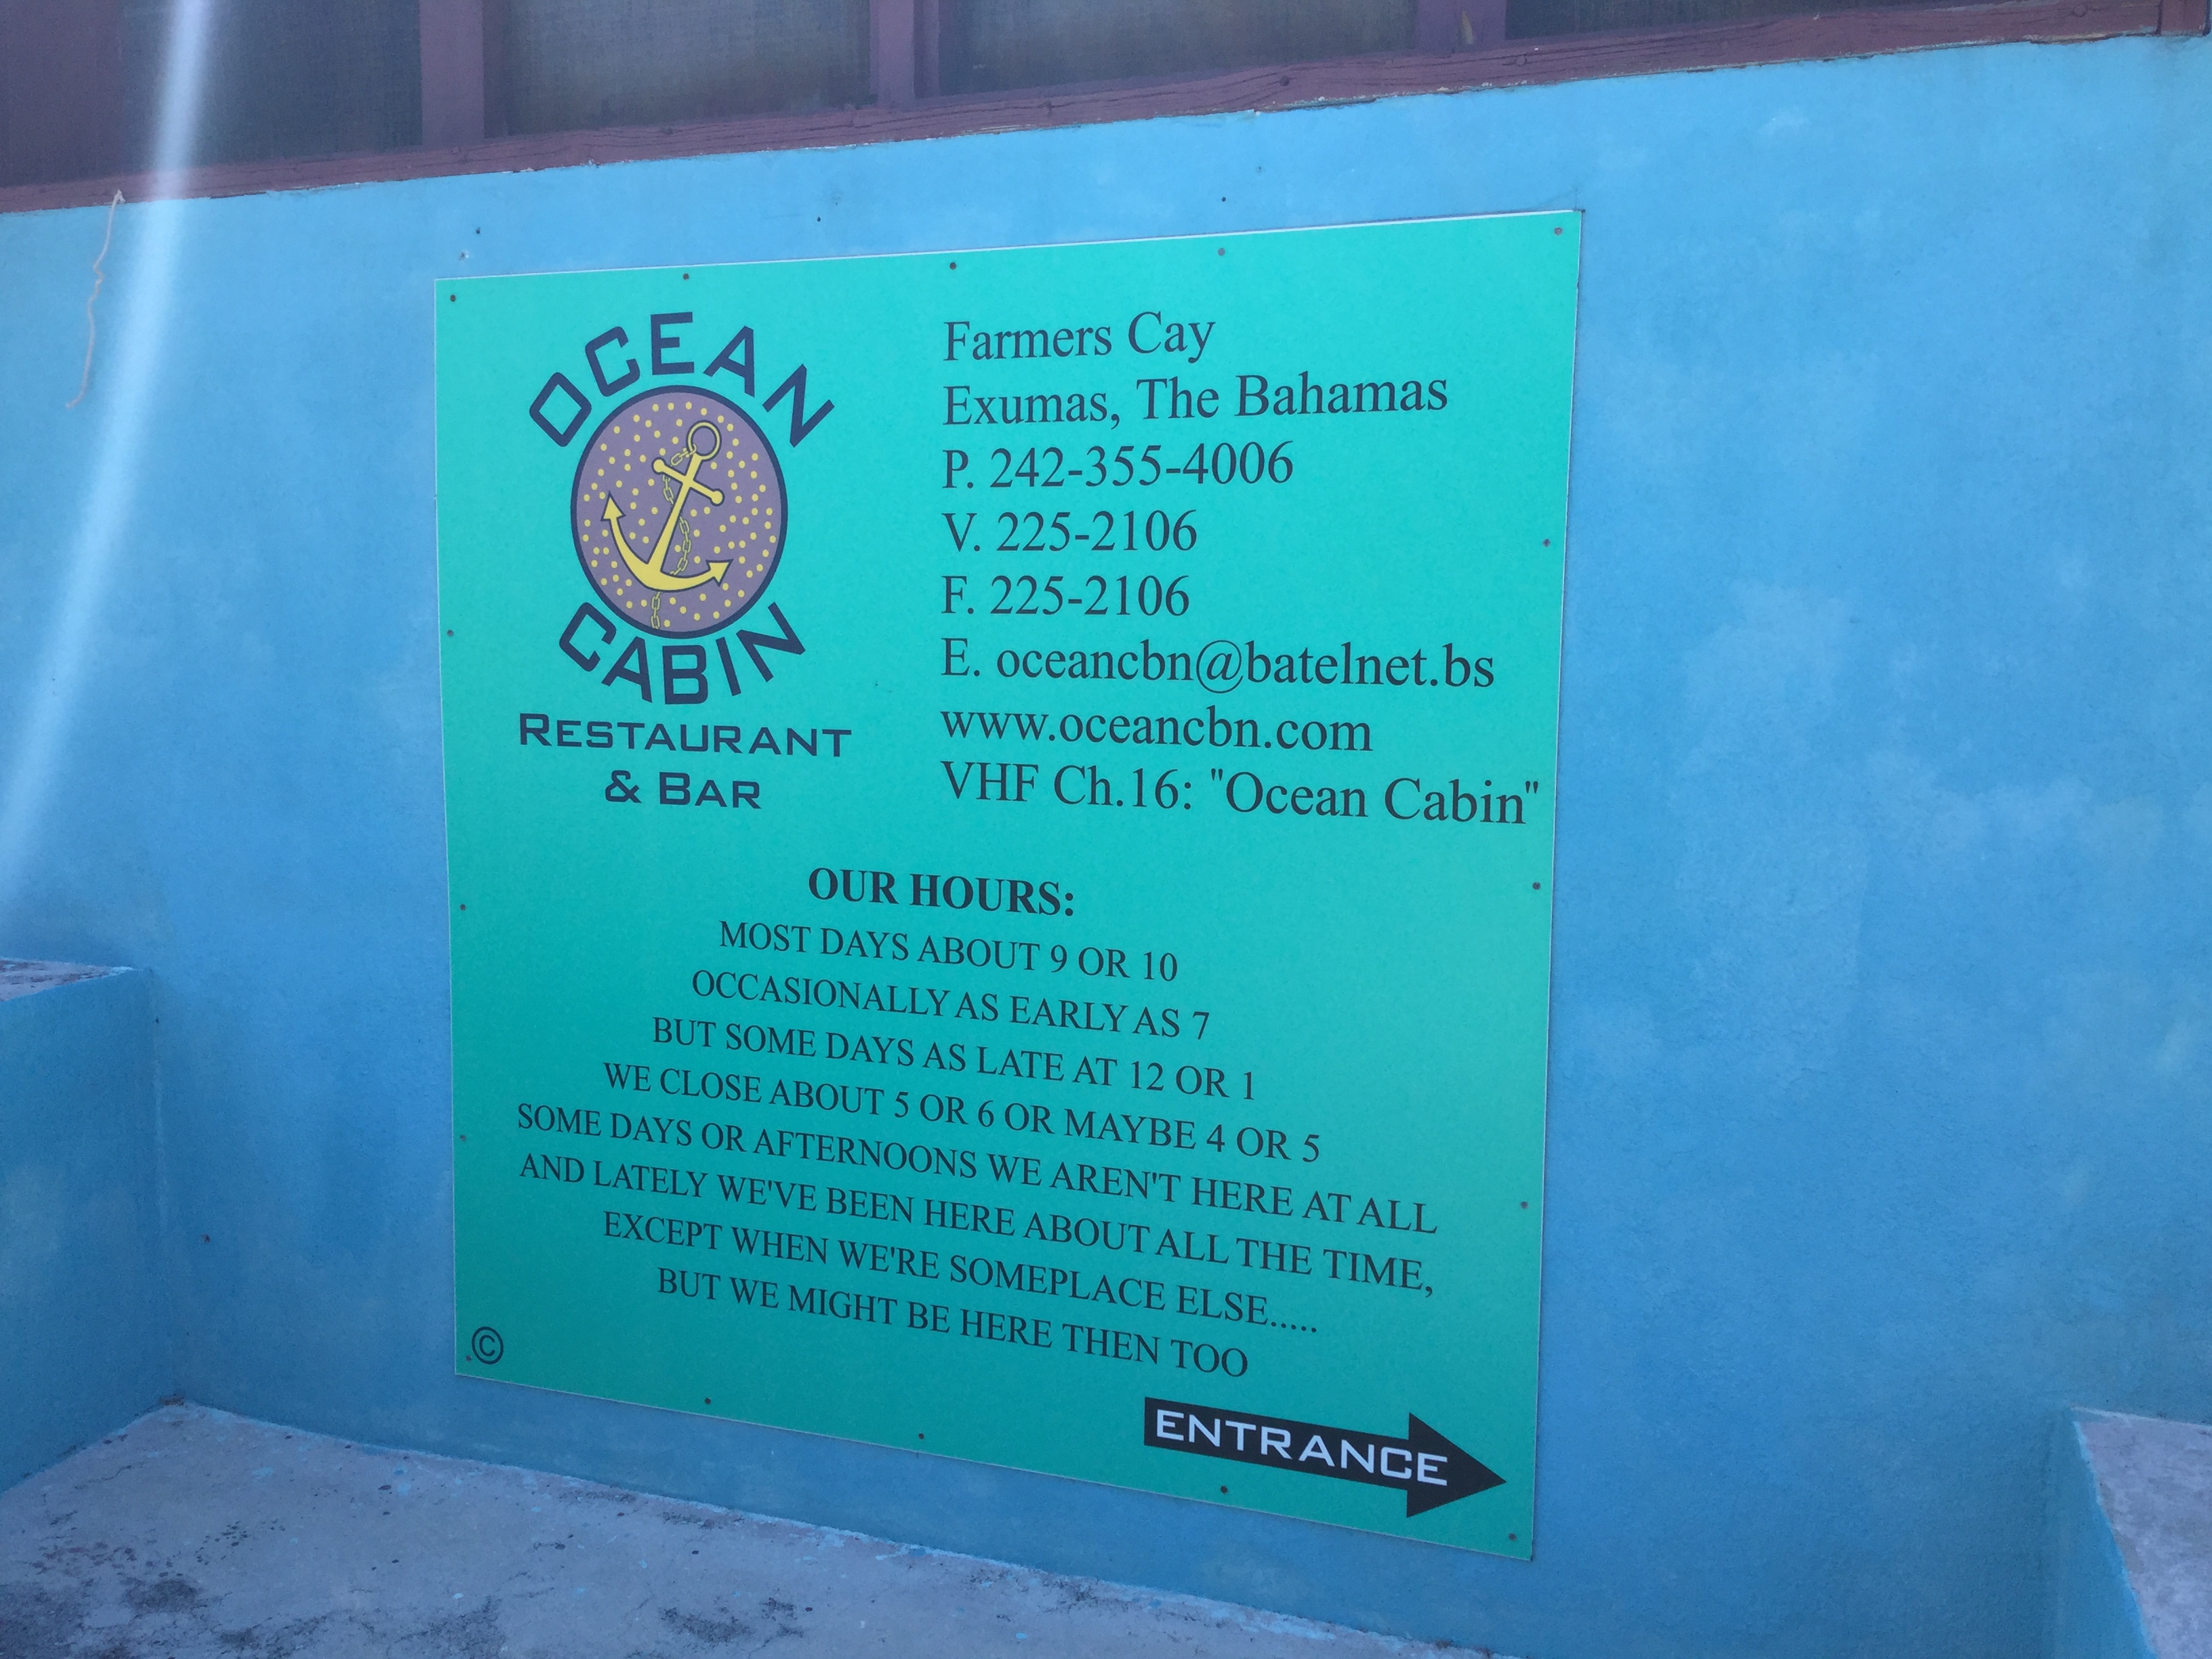 OCEAN
CABIN
RESTAURANT
& BAR
Farmers Cay
Exumas, The Bahamas
P. 242-355-4006
V. 225-2106
F. 225-2106
E. oceancbn@batelnet.bs
www.oceancbn.com
VHF Ch.16: "Ocean Cabin"
OUR HOURS:
MOST DAYS ABOUT 9 OR 10
OCCASIONALLY AS EARLY AS 7
BUT SOME DAYS AS LATE AT 12 OR 1
WE CLOSE ABOUT 5 OR 6 OR MAYBE 4 OR 5
SOME DAYS OR AFTERNOONS WE AREN'T HERE AT ALL
AND LATELY WE'VE BEEN HERE ABOUT ALL THE TIME,
EXCEPT WHEN WE'RE SOMEPLACE ELSE.....
BUT WE MIGHT BE HERE THEN TOO
©
ENTRANCE